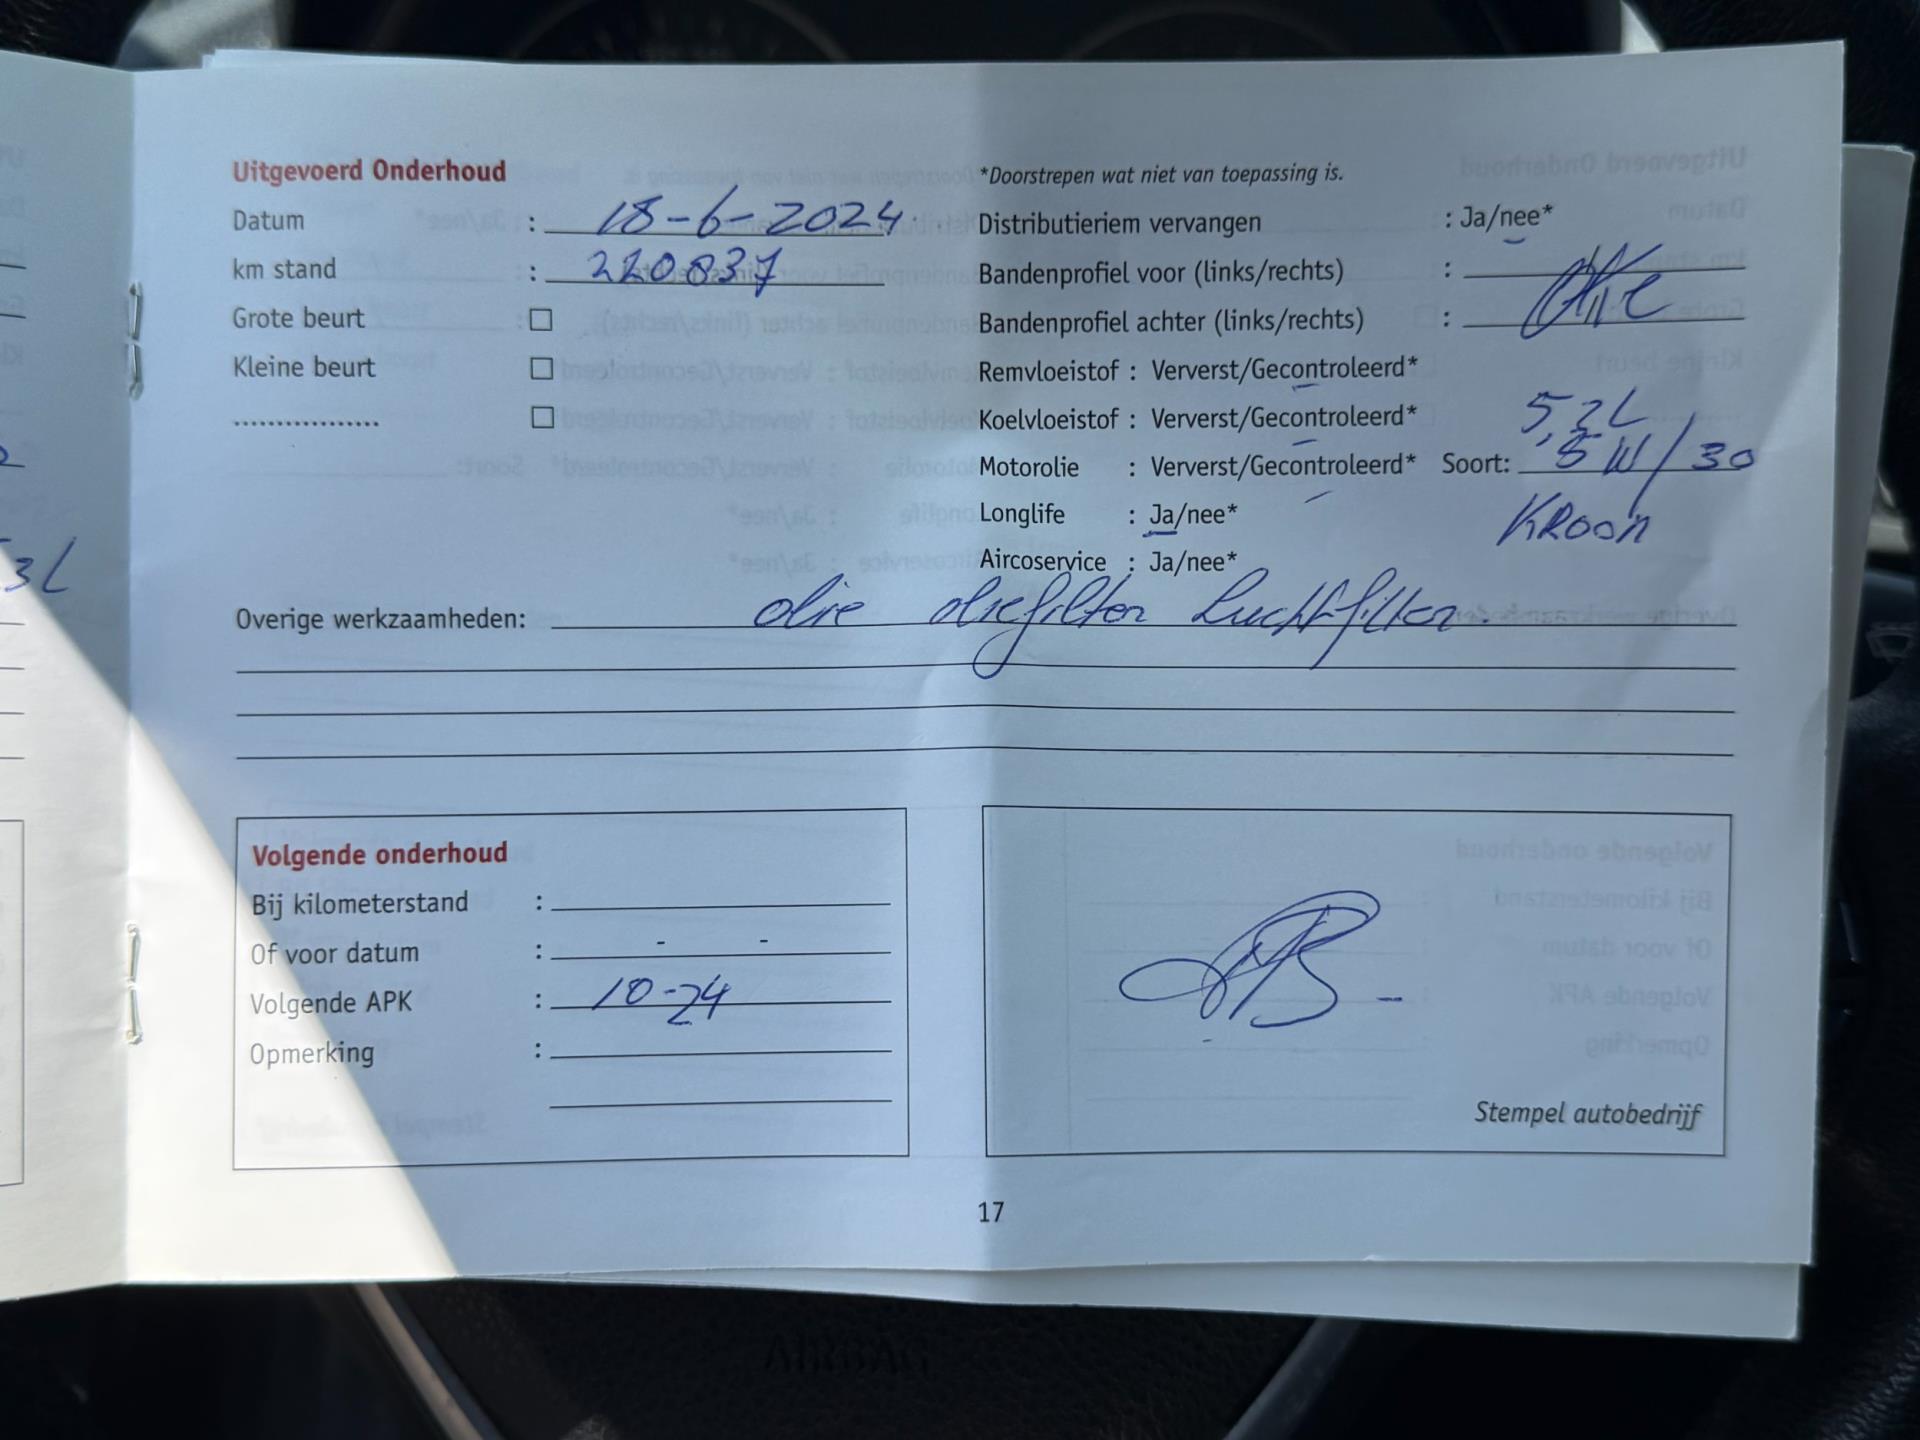 Uitgevoerd Onderhoud
Datum : 18-6-2024
km stand : 220837
Grote beurt : ☐
Kleine beurt ☐
................. ☐
*Doorstrepen wat niet van toepassing is.
Distributieriem vervangen : Ja/nee*
Bandenprofiel voor (links/rechts) :
Bandenprofiel achter (links/rechts) :
Remvloeistof : Ververst/Gecontroleerd*
Koelvloeistof : Ververst/Gecontroleerd* 5,2L
Motorolie : Ververst/Gecontroleerd* Soort: 5W/30
Longlife : Ja/nee* KROON
Aircoservice : Ja/nee*
Overige werkzaamheden: olie oliefilter Luchtfilter.
Volgende onderhoud
Bij kilometerstand :
Of voor datum : - -
Volgende APK : 10-24
Opmerking :
Stempel autobedrijf
17
3L
AIRBAG